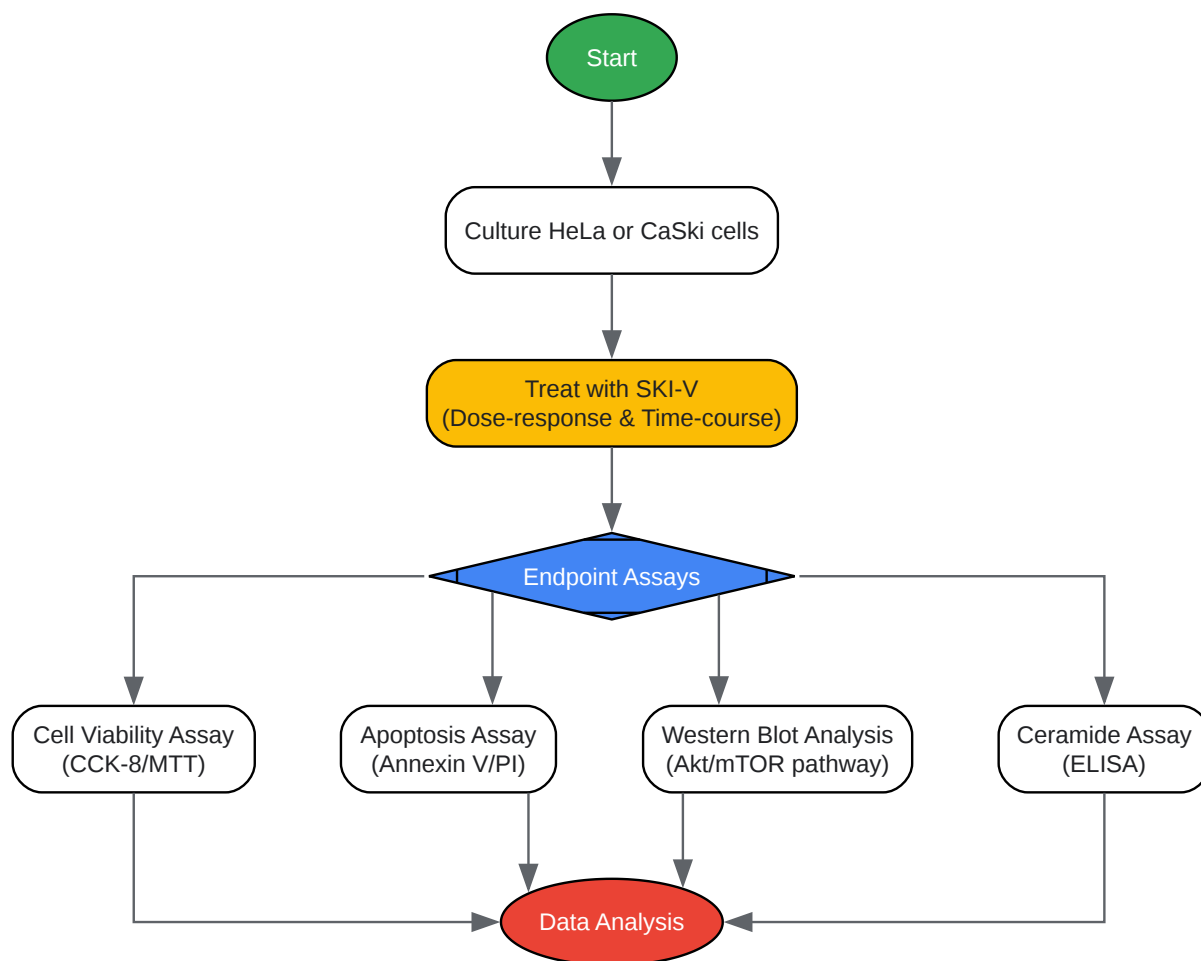 Start
Culture HeLa or CaSki cells
Treat with SKI-V
(Dose-response & Time-course)
Endpoint Assays
Cell Viability Assay
(CCK-8/MTT)
Apoptosis Assay
(Annexin V/PI)
Western Blot Analysis
(Akt/mTOR pathway)
Ceramide Assay
(ELISA)
Data Analysis